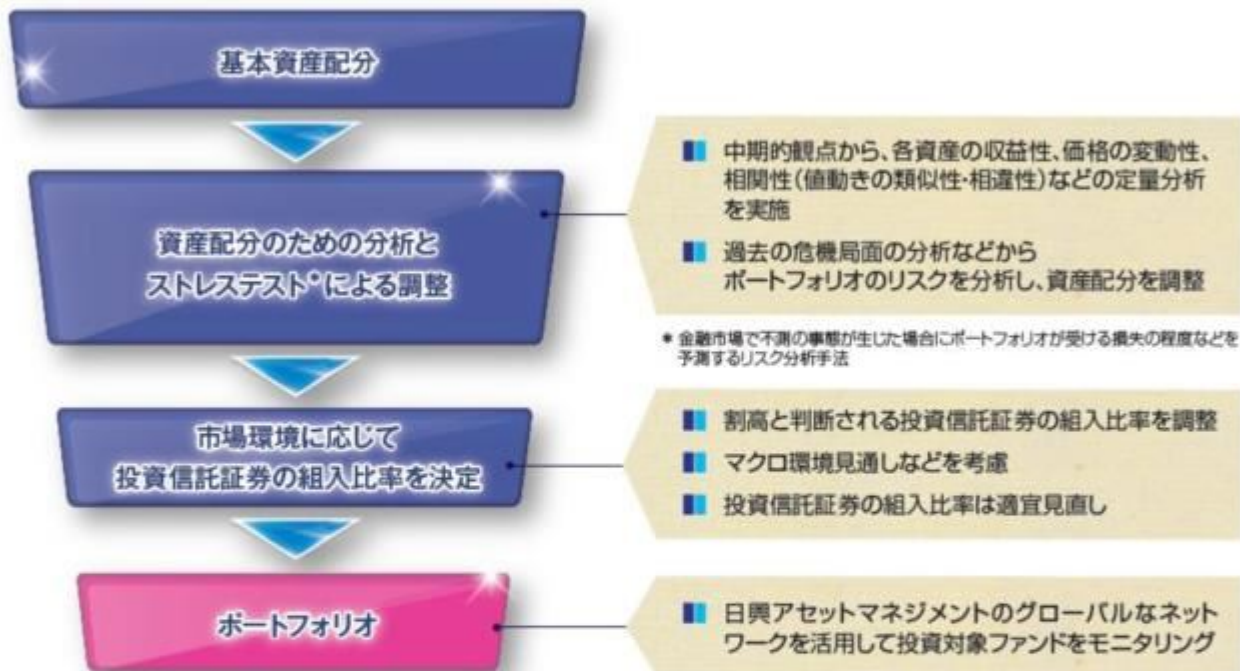 基本資産配分
資産配分のための分析と
ストレステスト*による調整
■ 中期的観点から、各資産の収益性、価格の変動性、
相関性(値動きの類似性・相違性)などの定量分析
を実施
■ 過去の危機局面の分析などから
ポートフォリオのリスクを分析し、資産配分を調整
* 金融市場で不測の事態が生じた場合にポートフォリオが受ける損失の程度などを
予測するリスク分析手法
市場環境に応じて
投資信託証券の組入比率を決定
■ 割高と判断される投資信託証券の組入比率を調整
■ マクロ環境見通しなどを考慮
■ 投資信託証券の組入比率は適宜見直し
ポートフォリオ
■ 日興アセットマネジメントのグローバルなネット
ワークを活用して投資対象ファンドをモニタリング